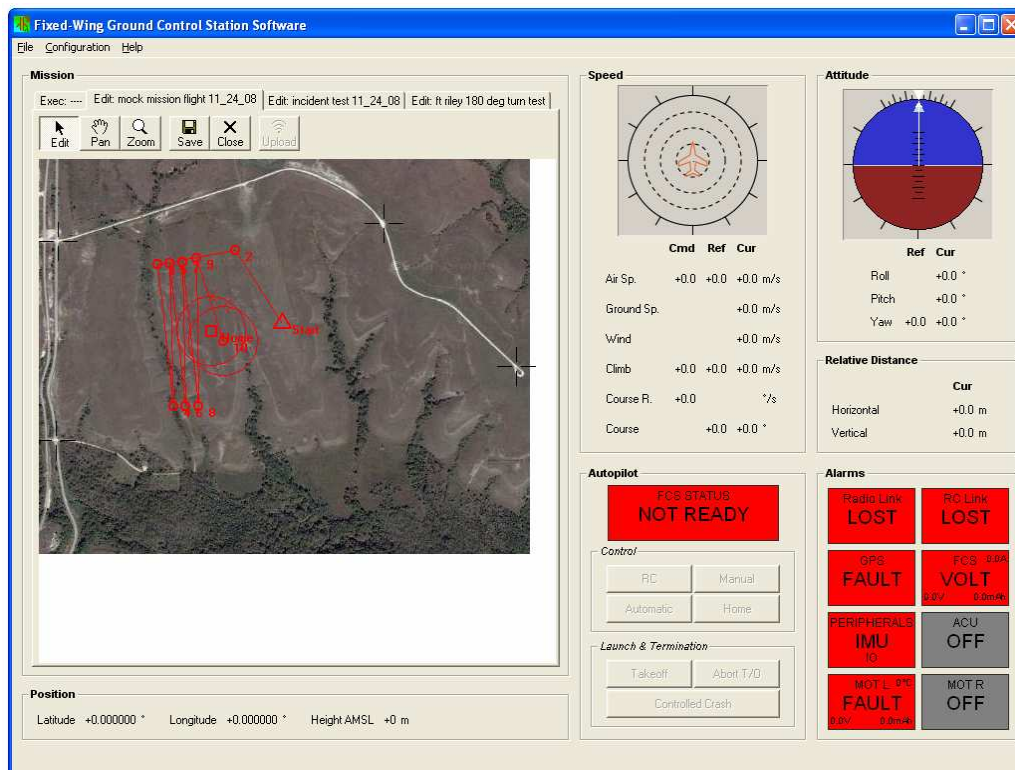 Fixed-Wing Ground Control Station Software
File Configuration Help
Mission
Exec: ---- Edit: mock mission flight 11_24_08 Edit: incident test 11_24_08 Edit: ft riley 180 deg turn test
Edit Pan Zoom Save Close Upload
2
9
Start
Home
8
Position
Latitude +0.000000 ° Longitude +0.000000 ° Height AMSL +0 m
Speed
Cmd Ref Cur
Air Sp. +0.0 +0.0 +0.0 m/s
Ground Sp. +0.0 m/s
Wind +0.0 m/s
Climb +0.0 +0.0 +0.0 m/s
Course R. +0.0 °/s
Course +0.0 +0.0 °
Attitude
Ref Cur
Roll +0.0 °
Pitch +0.0 °
Yaw +0.0 +0.0 °
Relative Distance
Cur
Horizontal +0.0 m
Vertical +0.0 m
Autopilot
FCS STATUS
NOT READY
Control
RC Manual
Automatic Home
Launch & Termination
Takeoff Abort T/O
Controlled Crash
Alarms
Radio Link
LOST
RC Link
LOST
GPS
FAULT
FCS 0.0A
VOLT
0.0V 0.0mAh
PERIPHERALS
IMU
IO
ACU
OFF
MOT L 0°C
FAULT
0.0V 0.0mAh
MOT R
OFF